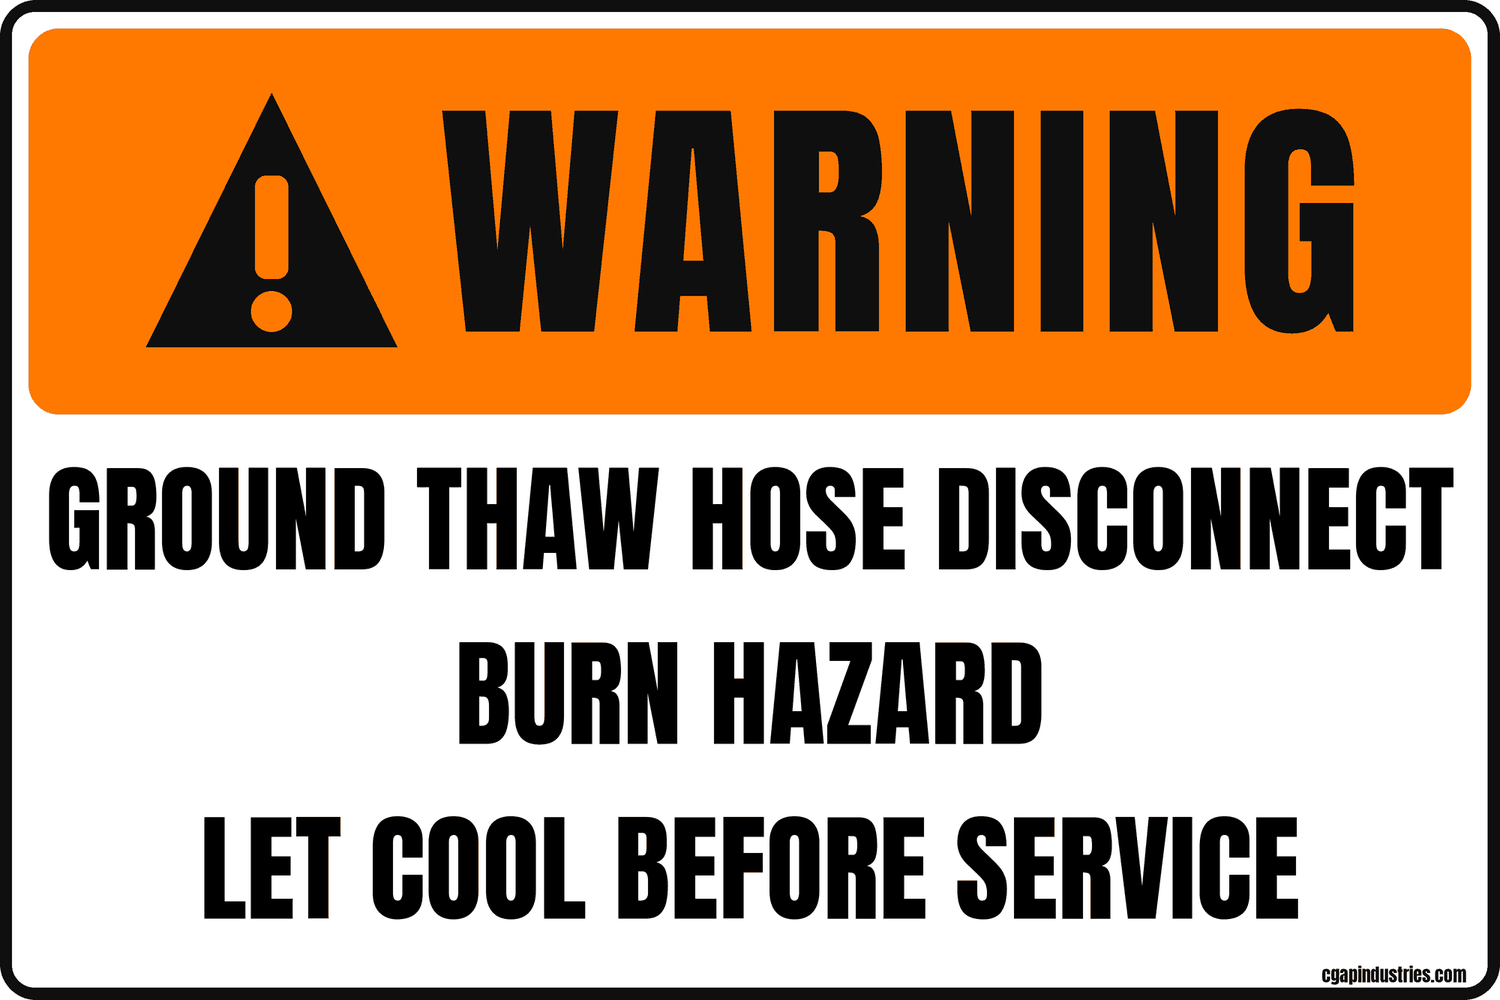 WARNING
GROUND THAW HOSE DISCONNECT
BURN HAZARD
LET COOL BEFORE SERVICE
cgapindustries.com